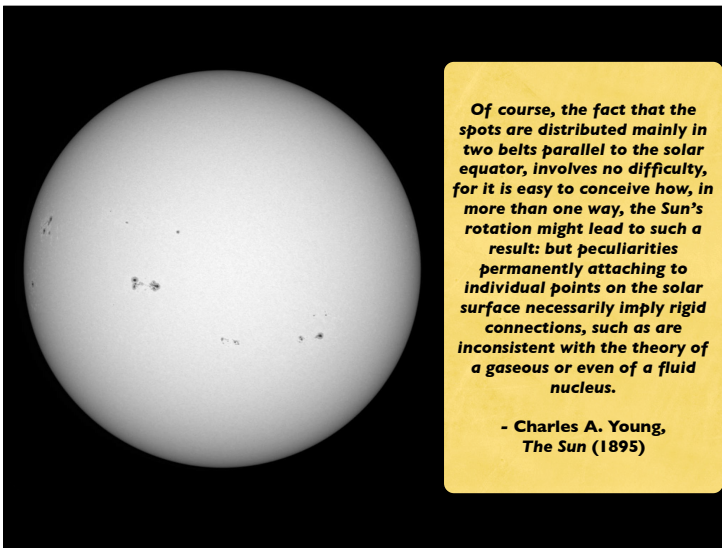 Of course, the fact that the
spots are distributed mainly in
two belts parallel to the solar
equator, involves no difficulty,
for it is easy to conceive how, in
more than one way, the Sun's
rotation might lead to such a
result: but peculiarities
permanently attaching to
individual points on the solar
surface necessarily imply rigid
connections, such as are
inconsistent with the theory of
a gaseous or even of a fluid
nucleus.
- Charles A. Young,
The Sun (1895)